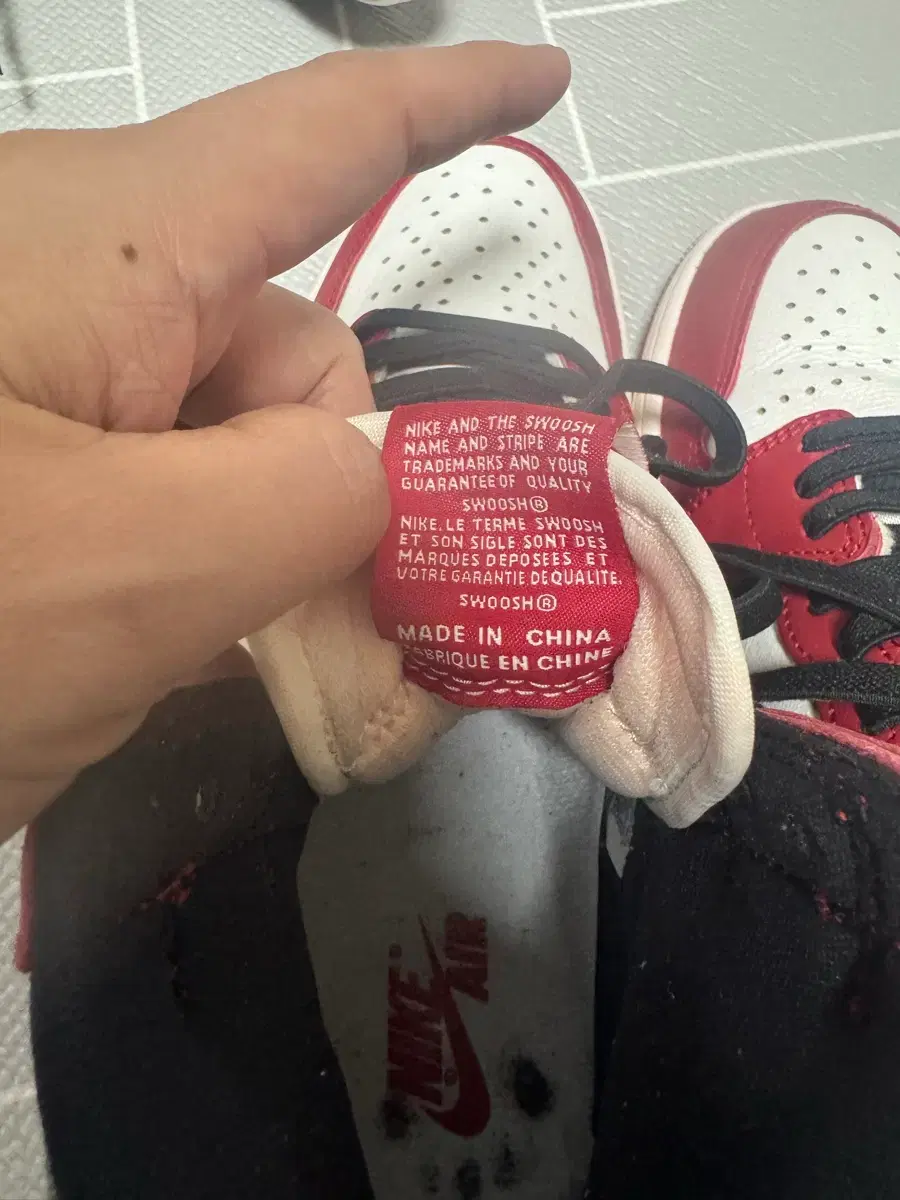 NIKE AND THE SWOOSH
NAME AND STRIPE ARE
TRADEMARKS AND YOUR
GUARANTEE OF QUALITY
SWOOSH®
NIKE. LE TERME SWOOSH
ET SON SIGLE SONT DES
MARQUES DEPOSEES ET
VOTRE GARANTIE DE QUALITE.
SWOOSH®
MADE IN CHINA
FABRIQUE EN CHINE
NIKE®
AIR